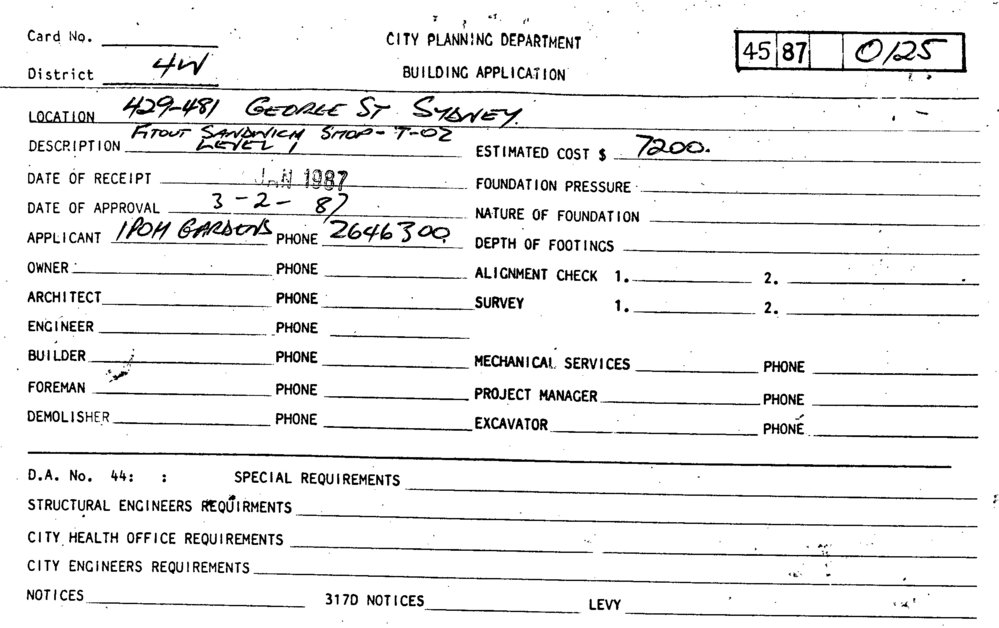 Card No. CITY PLANNING DEPARTMENT 45 87 0125
District 4W BUILDING APPLICATION
LOCATION 429-481 GEORGE ST SYDNEY.
DESCRIPTION FITOUT SANDWICH SHOP - T-02
LEVEL 1
ESTIMATED COST $ 7200.
DATE OF RECEIPT JAN 1987 FOUNDATION PRESSURE
DATE OF APPROVAL 3 - 2 - 87 NATURE OF FOUNDATION
APPLICANT IPOH GARDENS PHONE 2646300 DEPTH OF FOOTINGS
OWNER PHONE ALIGNMENT CHECK 1. 2.
ARCHITECT PHONE SURVEY 1. 2.
ENGINEER PHONE
BUILDER PHONE MECHANICAL SERVICES PHONE
FOREMAN PHONE PROJECT MANAGER PHONE
DEMOLISHER PHONE EXCAVATOR PHONE
D.A. No. 44: : SPECIAL REQUIREMENTS
STRUCTURAL ENGINEERS REQUIRMENTS
CITY HEALTH OFFICE REQUIREMENTS
CITY ENGINEERS REQUIREMENTS
NOTICES 317D NOTICES LEVY